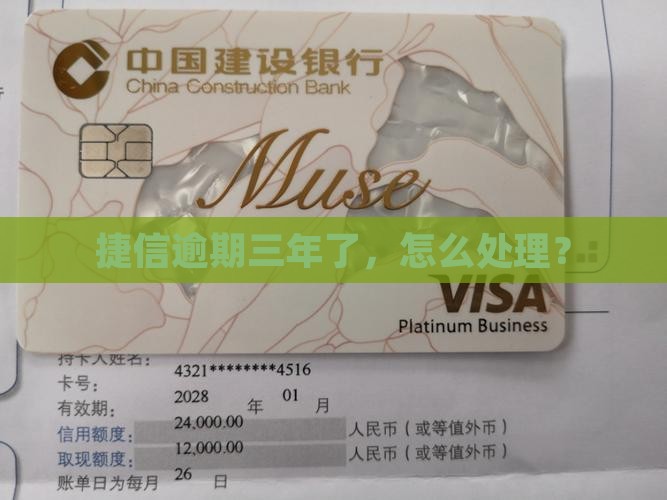 中国建设银行
China Construction Bank
Muse
捷信逾期三年了，怎么处理？
VISA
Platinum Business
持卡人姓名：
卡号： 4321********4516
有效期： 2028 年 01 月
信用额度： 24,000.00 人民币（或等值外币）
取现额度： 12,000.00 人民币（或等值外币）
账单日为每月 26 日